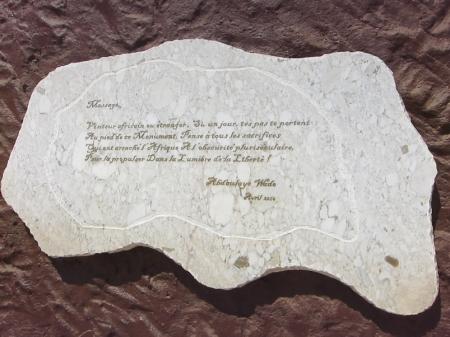 Message,
Visiteur africain ou étranger, Si un jour, tes pas te portent
Au pied de ce Monument, Pense à tous les sacrifices
Qui ont arraché l'Afrique A l'obscurité pluriséculaire,
Pour la propulser Dans la Lumière de la Liberté !
Abdoulaye Wade
Avril 2010